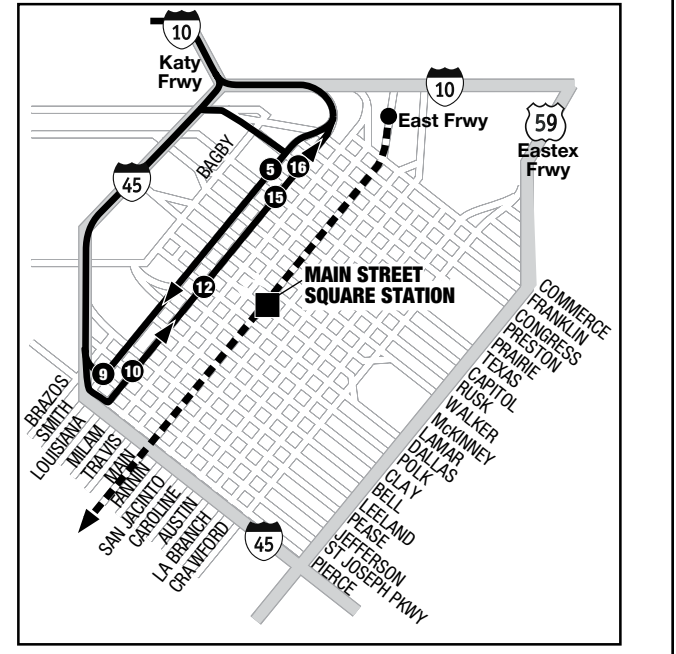 10
Katy
Frwy
10
East Frwy
59
Eastex
Frwy
BAGBY
45
5
16
15
12
MAIN STREET
SQUARE STATION
9
10
BRAZOS
SMITH
LOUISIANA
MILAM
TRAVIS
MAIN
FANNIN
SAN JACINTO
CAROLINE
AUSTIN
LA BRANCH
CRAWFORD
45
COMMERCE
FRANKLIN
CONGRESS
PRESTON
PRAIRIE
TEXAS
CAPITOL
RUSK
WALKER
McKINNEY
LAMAR
DALLAS
POLK
CLAY
BELL
LEELAND
PEASE
JEFFERSON
ST JOSEPH PKWY
PIERCE